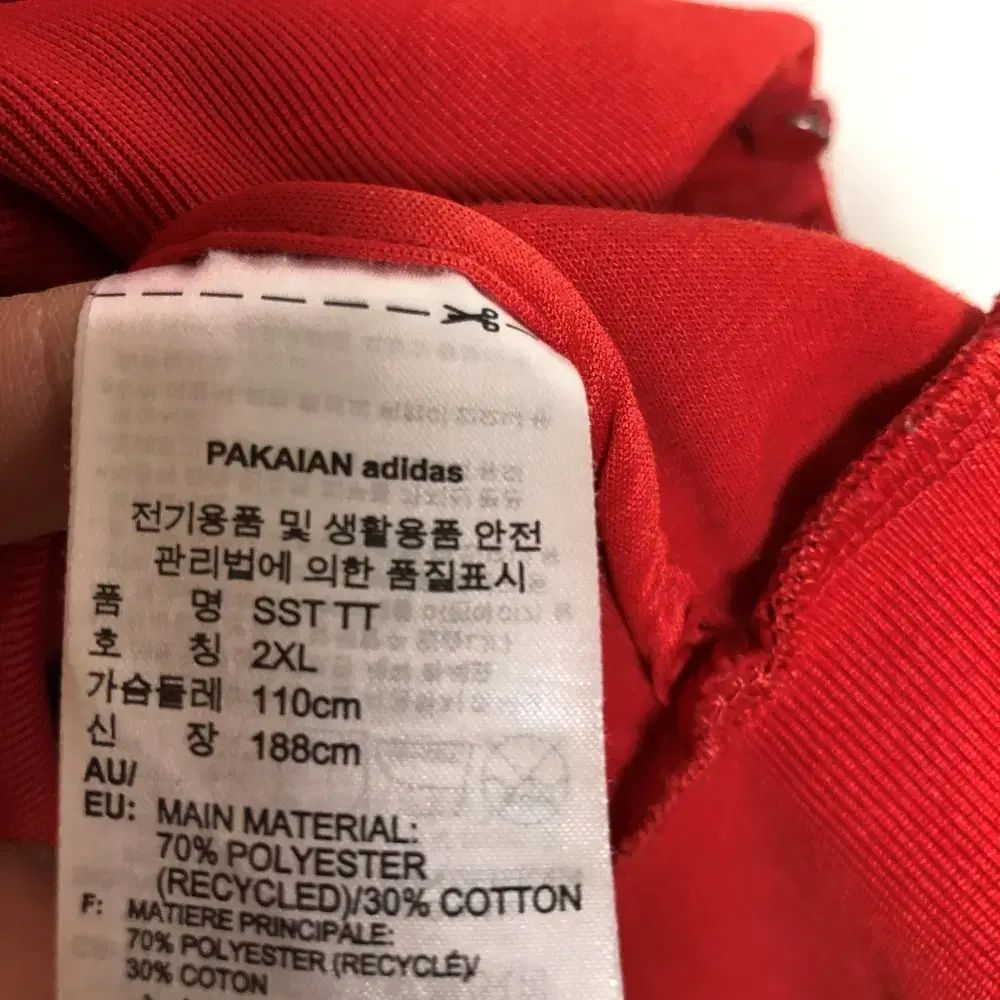 PAKAIAN adidas
전기용품 및 생활용품 안전
관리법에 의한 품질표시
품 명 SST TT
호 칭 2XL
가슴둘레 110cm
신 장 188cm
AU/
EU: MAIN MATERIAL:
70% POLYESTER
(RECYCLED)/30% COTTON
F: MATIERE PRINCIPALE:
70% POLYESTER (RECYCLÉ)/
30% COTON